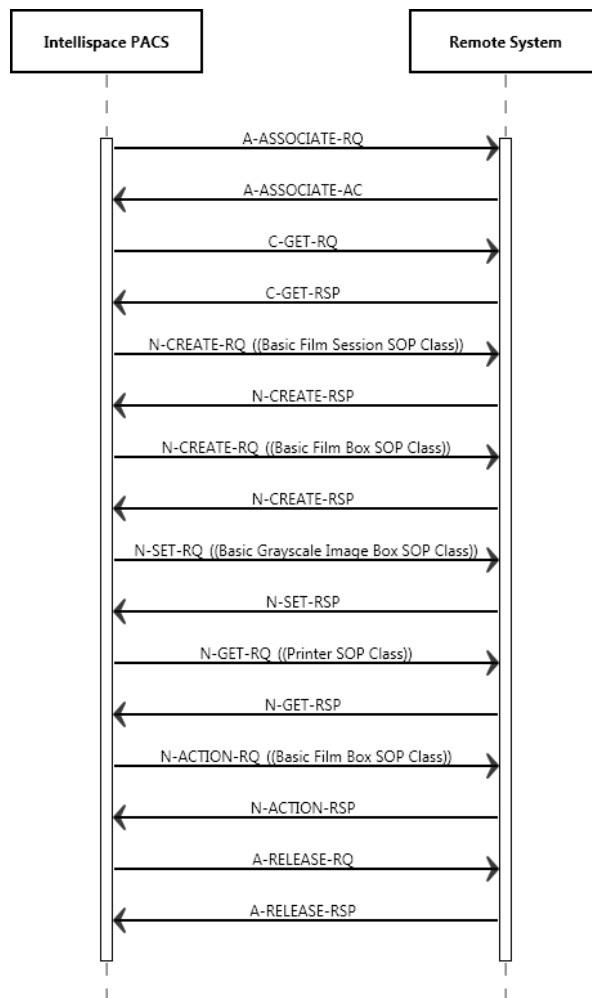 Intellispace PACS
Remote System
A-ASSOCIATE-RQ
A-ASSOCIATE-AC
C-GET-RQ
C-GET-RSP
N-CREATE-RQ ((Basic Film Session SOP Class))
N-CREATE-RSP
N-CREATE-RQ ((Basic Film Box SOP Class))
N-CREATE-RSP
N-SET-RQ ((Basic Grayscale Image Box SOP Class))
N-SET-RSP
N-GET-RQ ((Printer SOP Class))
N-GET-RSP
N-ACTION-RQ ((Basic Film Box SOP Class))
N-ACTION-RSP
A-RELEASE-RQ
A-RELEASE-RSP